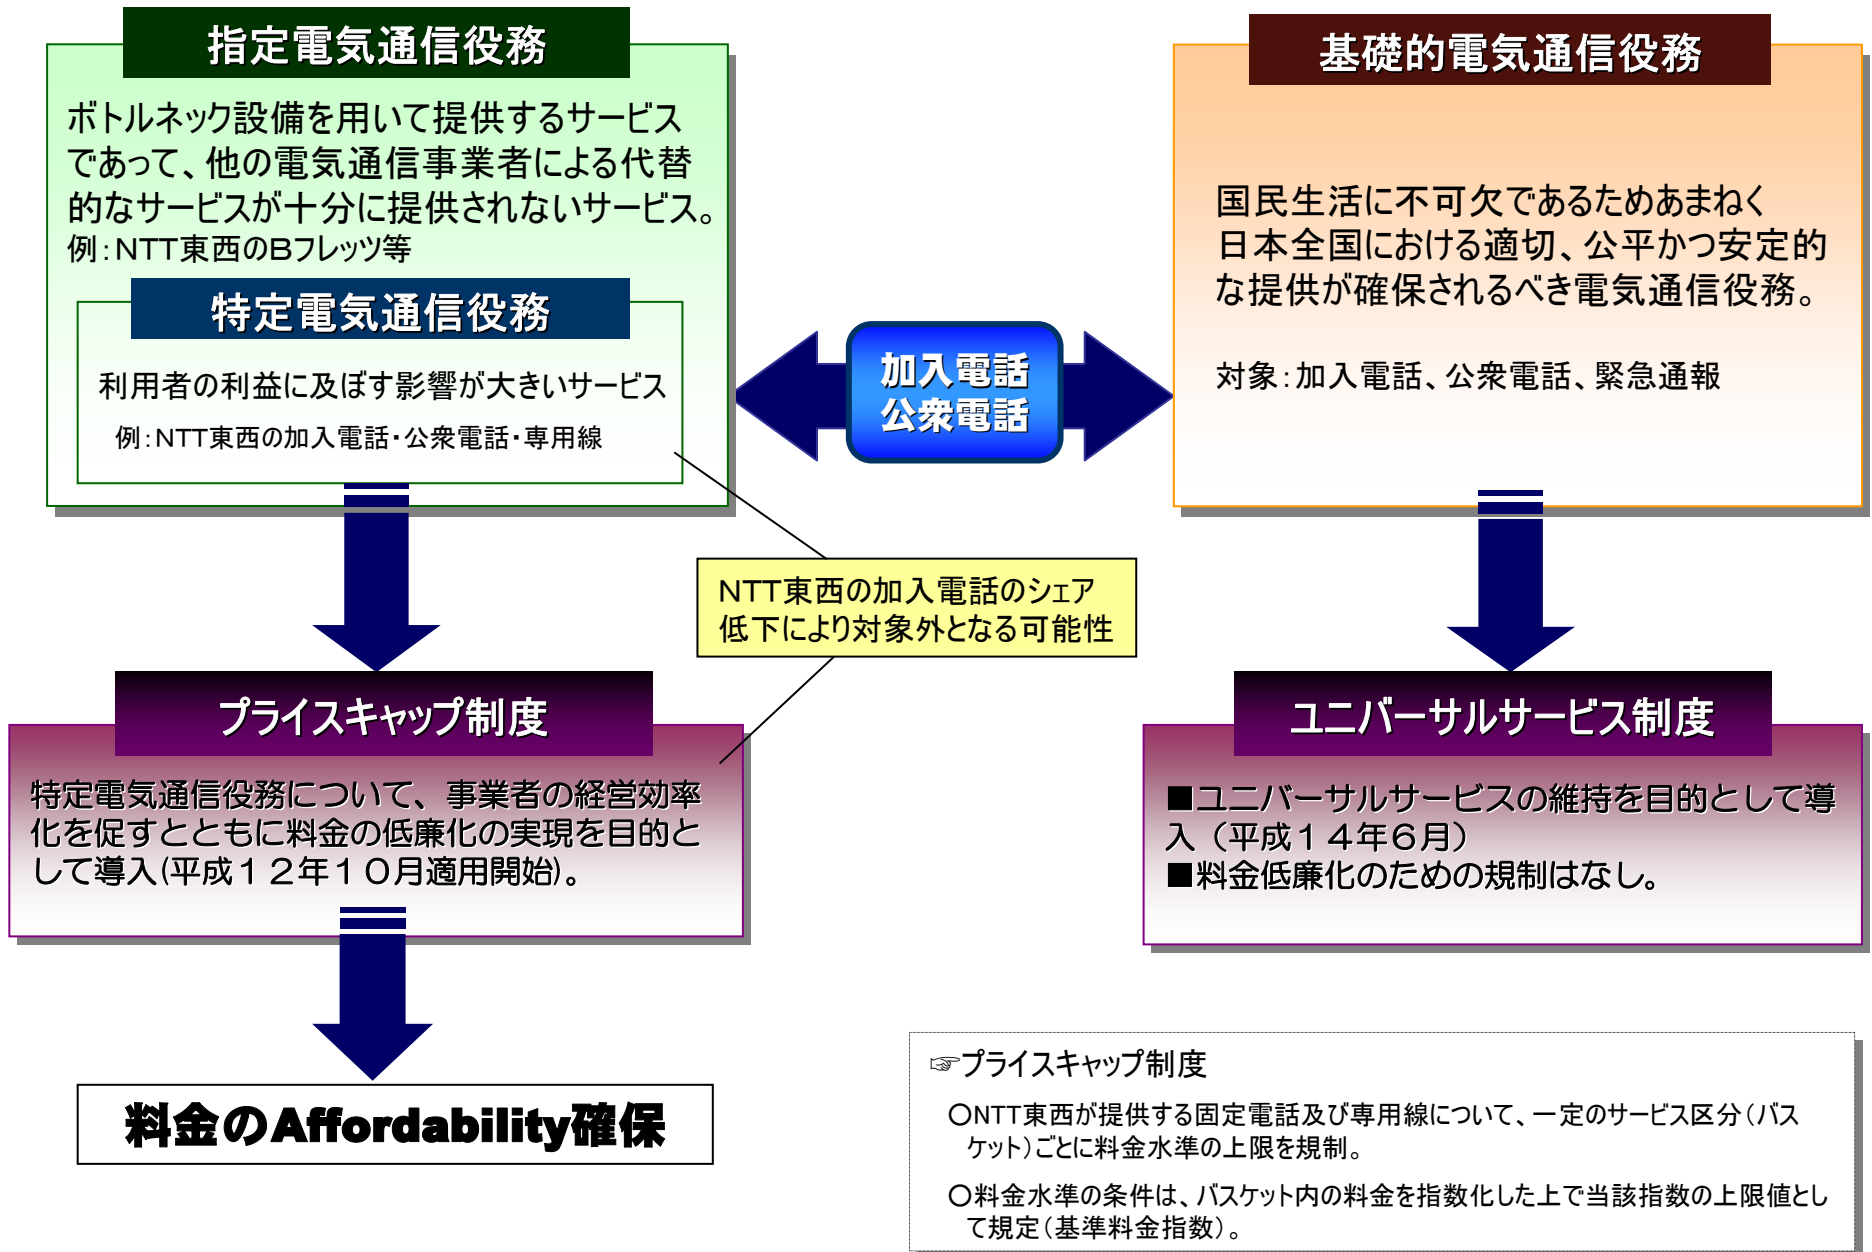 指定電気通信役務
ボトルネック設備を用いて提供するサービス
であって、他の電気通信事業者による代替
的なサービスが十分に提供されないサービス。
例：NTT東西のBフレッツ等
特定電気通信役務
利用者の利益に及ぼす影響が大きいサービス
例：NTT東西の加入電話・公衆電話・専用線
加入電話
公衆電話
基礎的電気通信役務
国民生活に不可欠であるためあまねく
日本全国における適切、公平かつ安定的
な提供が確保されるべき電気通信役務。
対象：加入電話、公衆電話、緊急通報
NTT東西の加入電話のシェア
低下により対象外となる可能性
プライスキャップ制度
特定電気通信役務について、事業者の経営効率
化を促すとともに料金の低廉化の実現を目的と
して導入(平成１２年１０月適用開始)。
ユニバーサルサービス制度
■ユニバーサルサービスの維持を目的として導
入（平成１４年６月）
■料金低廉化のための規制はなし。
料金のAffordability確保
☞プライスキャップ制度
○NTT東西が提供する固定電話及び専用線について、一定のサービス区分（バス
ケット）ごとに料金水準の上限を規制。
○料金水準の条件は、バスケット内の料金を指数化した上で当該指数の上限値とし
て規定（基準料金指数）。